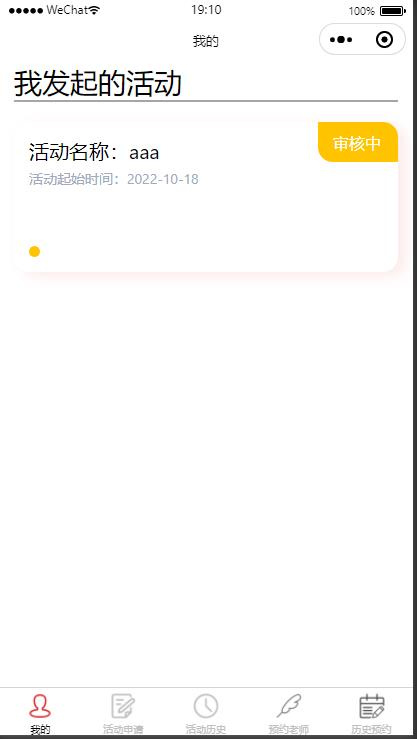 WeChat 19:10 100%
我的
我发起的活动
审核中
活动名称：aaa
活动起始时间：2022-10-18
我的 活动申请 活动历史 预约老师 历史预约